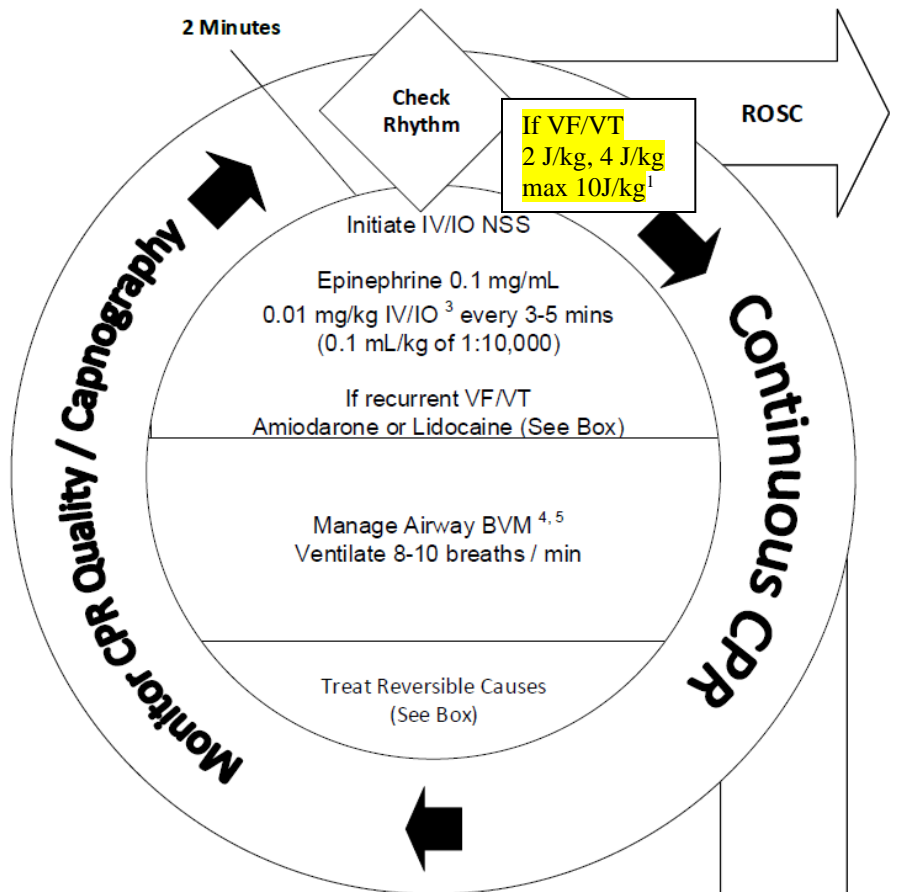 2 Minutes
Check
Rhythm
If VF/VT
2 J/kg, 4 J/kg
max 10J/kg¹
ROSC
Initiate IV/IO NSS
Epinephrine 0.1 mg/mL
0.01 mg/kg IV/IO ³ every 3-5 mins
(0.1 mL/kg of 1:10,000)
If recurrent VF/VT
Amiodarone or Lidocaine (See Box)
Manage Airway BVM ⁴˒ ⁵
Ventilate 8-10 breaths / min
Treat Reversible Causes
(See Box)
Continuous CPR
Monitor CPR Quality / Capnography